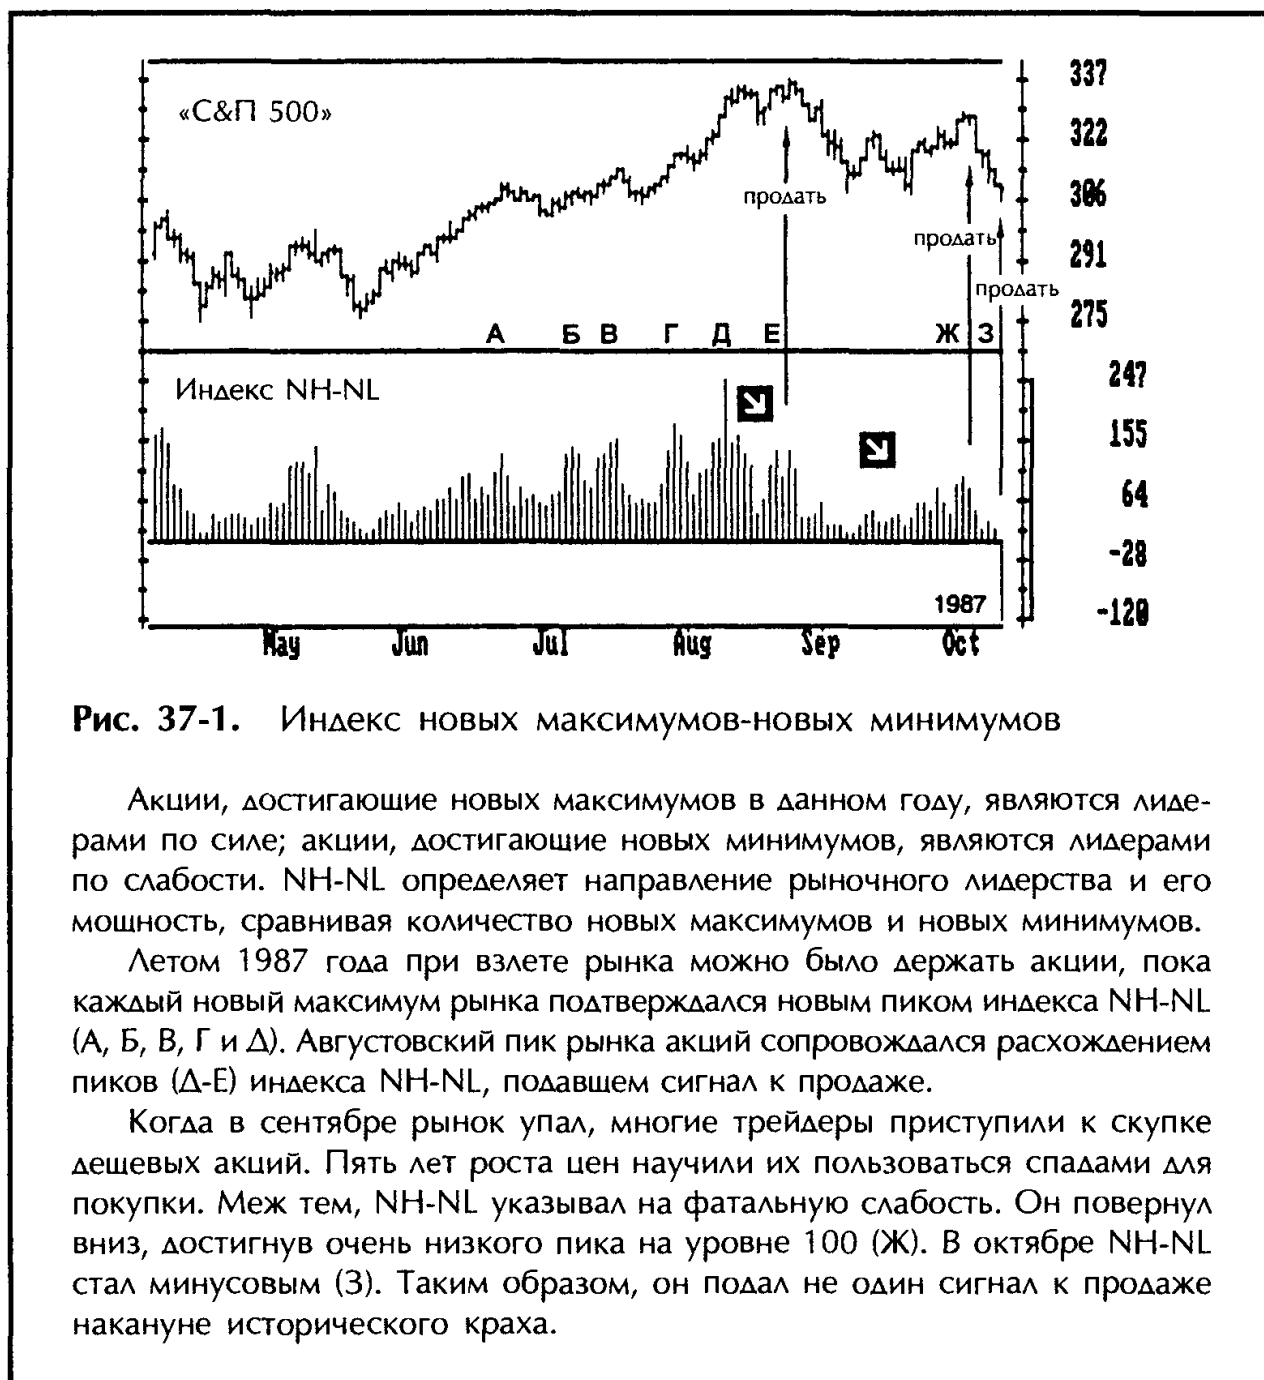 337
«С&П 500»
322
продать
306
продать
291
продать
275
А Б В Г Д Е Ж З
247
Индекс NH-NL
155
64
-28
1987
-120
May Jun Jul Aug Sep Oct
Рис. 37-1. Индекс новых максимумов-новых минимумов
Акции, достигающие новых максимумов в данном году, являются лиде-
рами по силе; акции, достигающие новых минимумов, являются лидерами
по слабости. NH-NL определяет направление рыночного лидерства и его
мощность, сравнивая количество новых максимумов и новых минимумов.
Летом 1987 года при взлете рынка можно было держать акции, пока
каждый новый максимум рынка подтверждался новым пиком индекса NH-NL
(А, Б, В, Г и Д). Августовский пик рынка акций сопровождался расхождением
пиков (Д-Е) индекса NH-NL, подавшем сигнал к продаже.
Когда в сентябре рынок упал, многие трейдеры приступили к скупке
дешевых акций. Пять лет роста цен научили их пользоваться спадами для
покупки. Меж тем, NH-NL указывал на фатальную слабость. Он повернул
вниз, достигнув очень низкого пика на уровне 100 (Ж). В октябре NH-NL
стал минусовым (З). Таким образом, он подал не один сигнал к продаже
накануне исторического краха.